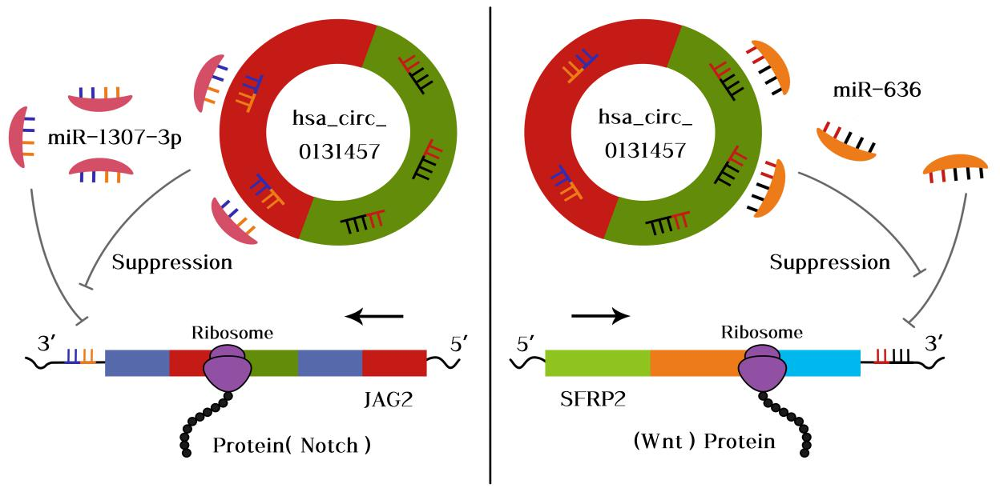 miR-1307-3p
hsa_circ_
0131457
Suppression
3′
Ribosome
5′
JAG2
Protein( Notch )
hsa_circ_
0131457
miR-636
Suppression
5′
Ribosome
3′
SFRP2
(Wnt ) Protein